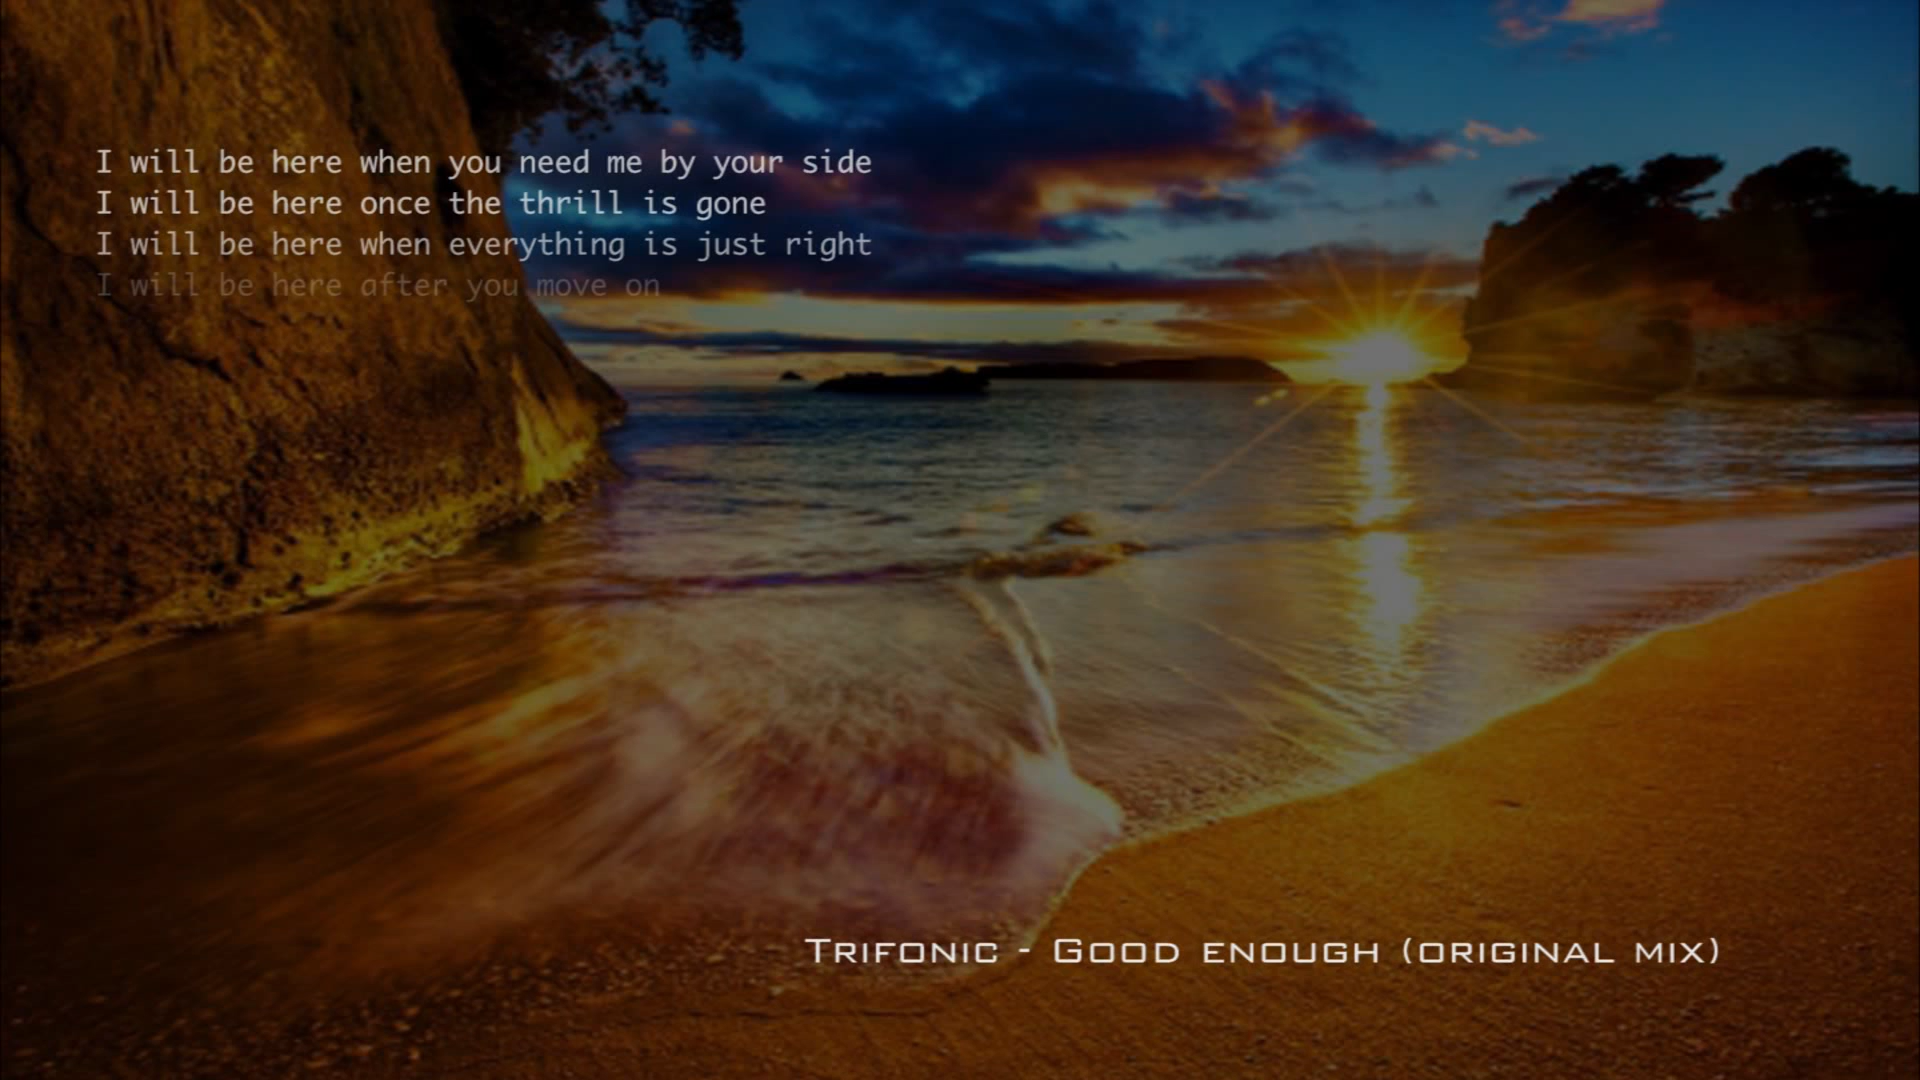 I will be here when you need me by your side
I will be here once the thrill is gone
I will be here when everything is just right
I will be here after you move on
Trifonic - Good enough (original mix)